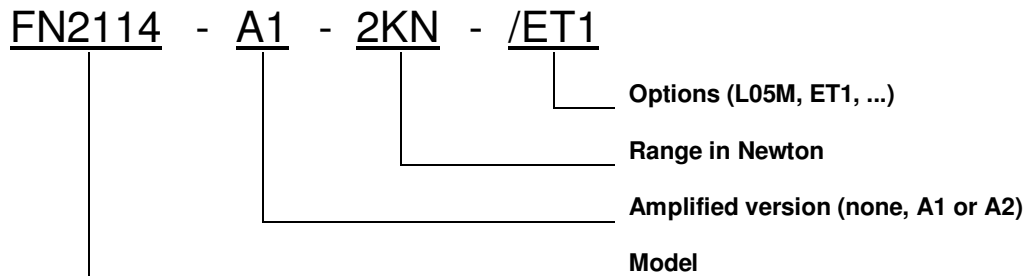 FN2114 - A1 - 2KN - /ET1
Options (L05M, ET1, ...)
Range in Newton
Amplified version (none, A1 or A2)
Model